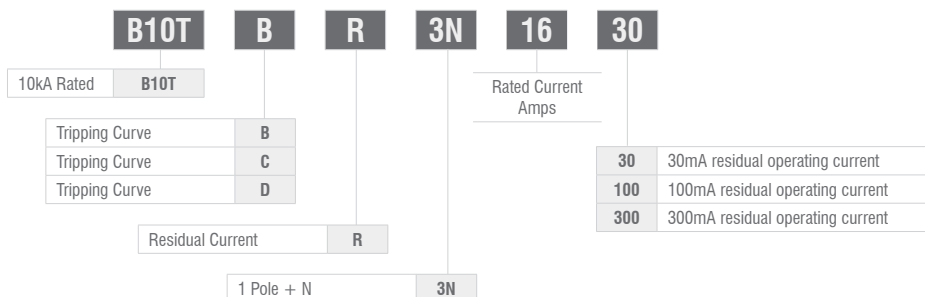 B10T B R 3N 16 30
10kA Rated B10T
Rated Current
Amps
Tripping Curve B
Tripping Curve C
Tripping Curve D
30 30mA residual operating current
100 100mA residual operating current
300 300mA residual operating current
Residual Current R
1 Pole + N 3N